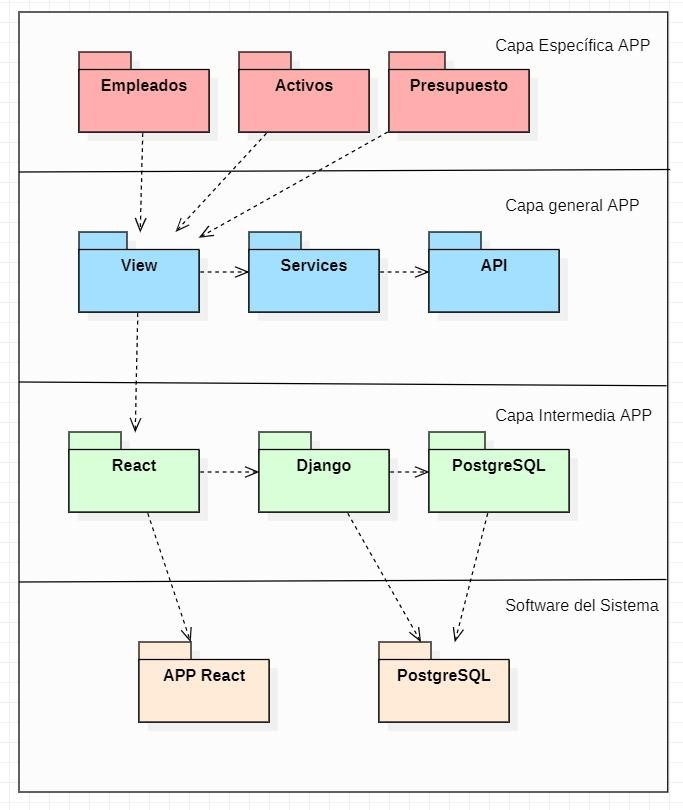 Capa Específica APP
Empleados
Activos
Presupuesto
Capa general APP
View
Services
API
Capa Intermedia APP
React
Django
PostgreSQL
Software del Sistema
APP React
PostgreSQL